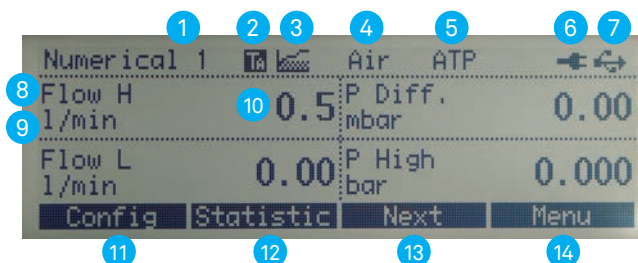 1 2 3 4 5 6 7
Numerical 1 TA Air ATP
8 Flow H 10 0.5 P Diff. 0.00
9 l/min mbar
Flow L 0.00 P High 0.000
l/min bar
Config Statistic Next Menu
11 12 13 14